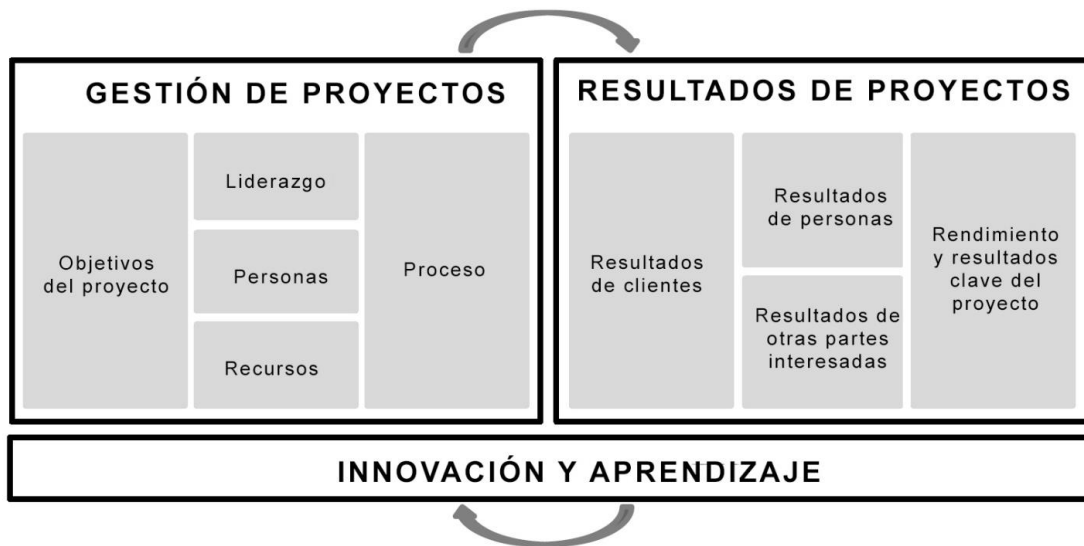 GESTIÓN DE PROYECTOS
Objetivos
del proyecto
Liderazgo
Personas
Recursos
Proceso
RESULTADOS DE PROYECTOS
Resultados
de clientes
Resultados
de personas
Resultados de
otras partes
interesadas
Rendimiento
y resultados
clave del
proyecto
INNOVACIÓN Y APRENDIZAJE